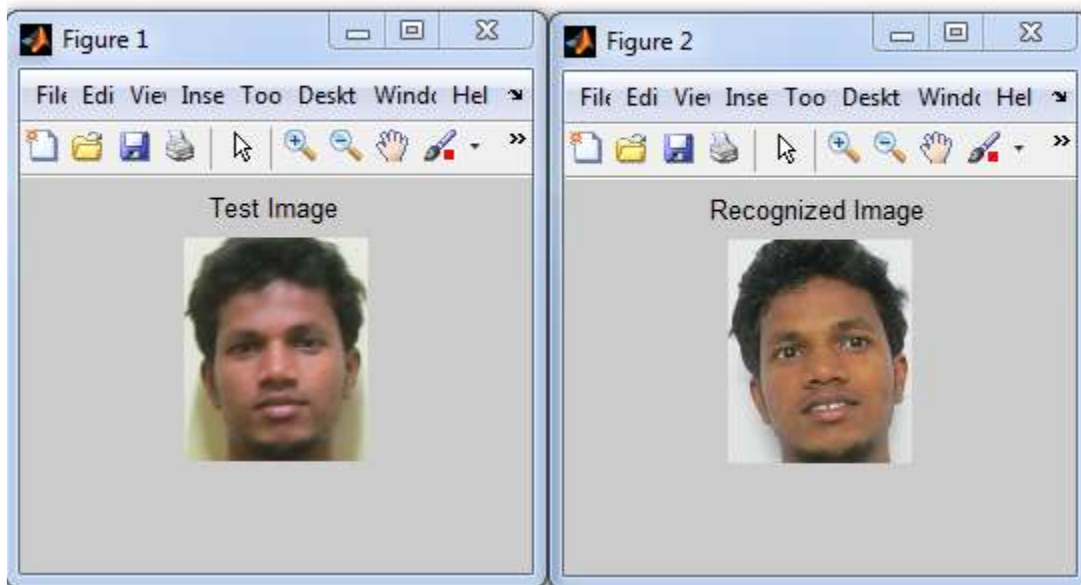 Figure 1
File Edi Vie Inse Too Deskt Windo Hel
Test Image
Figure 2
File Edi Vie Inse Too Deskt Windo Hel
Recognized Image